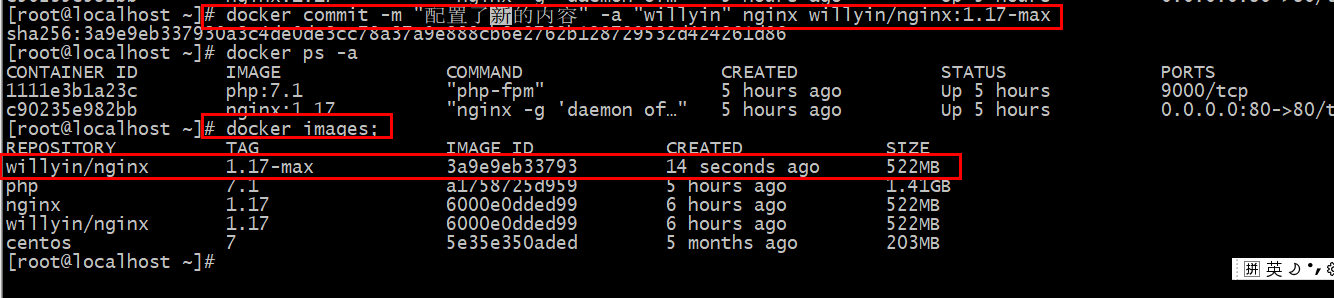 [root@localhost ~]# docker commit -m "配置了新的内容" -a "willyin" nginx willyin/nginx:1.17-max
sha256:3a9e9eb337930a3c4de0de3cc78a37a9e888cb6e2762b128729532d424261d86
[root@localhost ~]# docker ps -a
CONTAINER ID IMAGE COMMAND CREATED STATUS PORTS
1111e3b1a23c php:7.1 "php-fpm" 5 hours ago Up 5 hours 9000/tcp
c90235e982bb nginx:1.17 "nginx -g 'daemon of…" 5 hours ago Up 5 hours 0.0.0.0:80->80/t
[root@localhost ~]# docker images;
REPOSITORY TAG IMAGE ID CREATED SIZE
willyin/nginx 1.17-max 3a9e9eb33793 14 seconds ago 522MB
php 7.1 a1758725d959 5 hours ago 1.41GB
nginx 1.17 6000e0dded99 6 hours ago 522MB
willyin/nginx 1.17 6000e0dded99 6 hours ago 522MB
centos 7 5e35e350aded 5 months ago 203MB
[root@localhost ~]#
拼 英